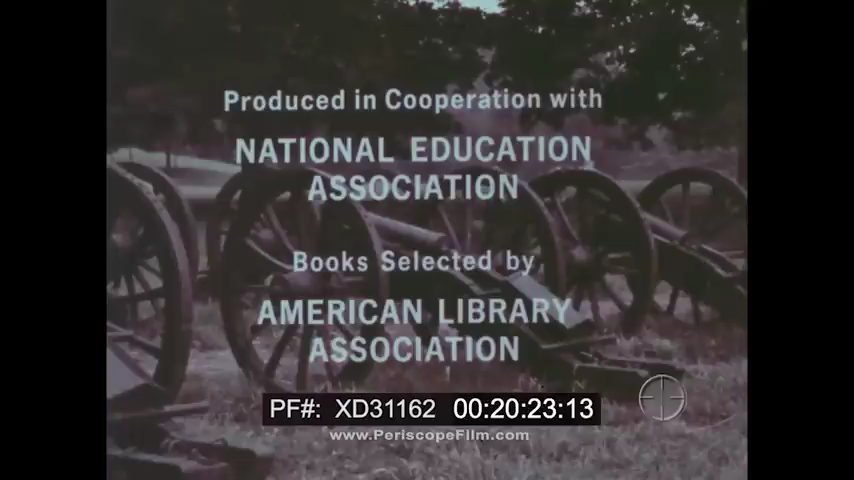 Produced in Cooperation with
NATIONAL EDUCATION
ASSOCIATION
Books Selected by
AMERICAN LIBRARY
ASSOCIATION
PF#: XD31162 00:20:23:13
www.PeriscopeFilm.com